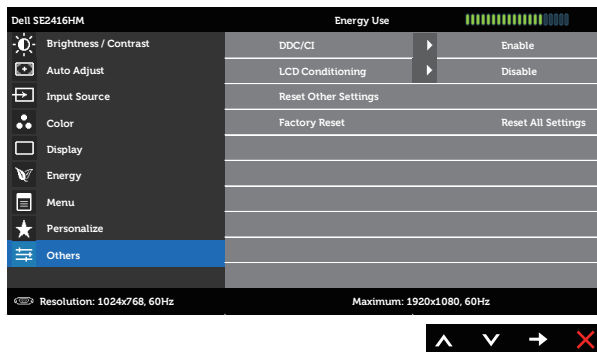 Dell SE2416HM Energy Use
Brightness / Contrast DDC/CI Enable
Auto Adjust LCD Conditioning Disable
Input Source Reset Other Settings
Color Factory Reset Reset All Settings
Display
Energy
Menu
Personalize
Others
Resolution: 1024x768, 60Hz Maximum: 1920x1080, 60Hz